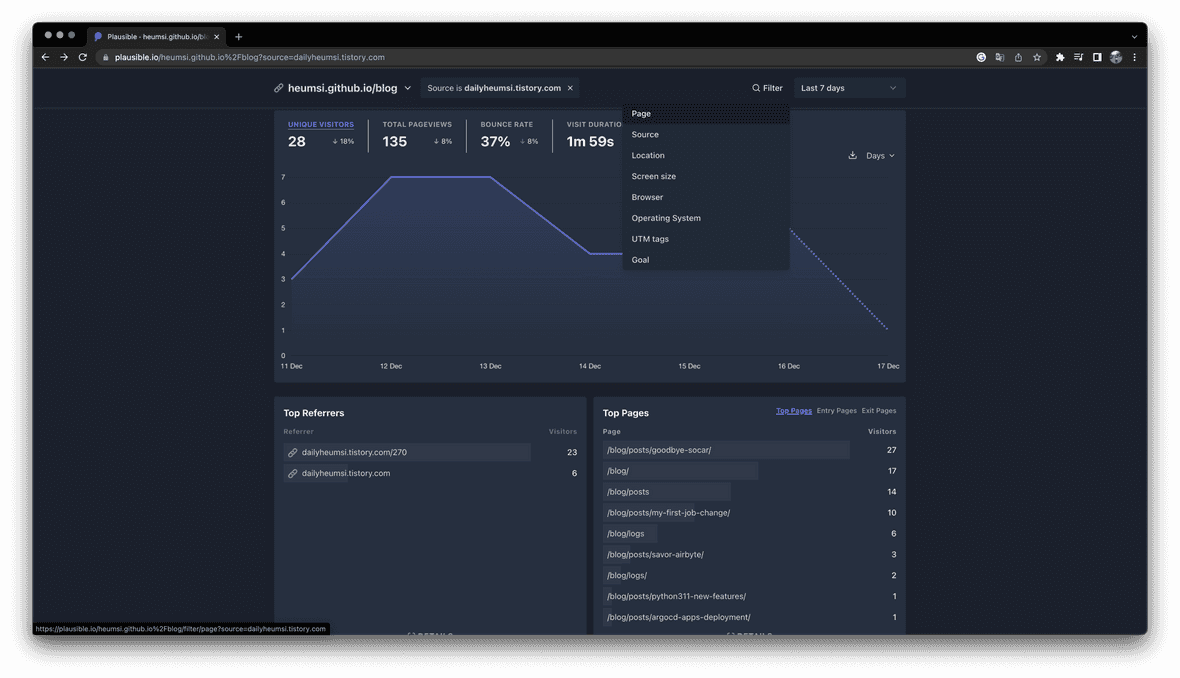 Plausible · heumsi.github.io/blo
plausible.io/heumsi.github.io%2Fblog?source=dailyheumsi.tistory.com
heumsi.github.io/blog
Source is dailyheumsi.tistory.com ×
Filter
Last 7 days
Page
Source
Location
Screen size
Browser
Operating System
UTM tags
Goal
UNIQUE VISITORS
28 ↓ 18%
TOTAL PAGEVIEWS
135 ↓ 8%
BOUNCE RATE
37% ↓ 8%
VISIT DURATIO
1m 59s
Days
7
6
5
4
3
2
1
0
11 Dec 12 Dec 13 Dec 14 Dec 15 Dec 16 Dec 17 Dec
Top Referrers
Referrer Visitors
dailyheumsi.tistory.com/270 23
dailyheumsi.tistory.com 6
Top Pages
Top Pages Entry Pages Exit Pages
Page Visitors
/blog/posts/goodbye-socar/ 27
/blog/ 17
/blog/posts 14
/blog/posts/my-first-job-change/ 10
/blog/logs 6
/blog/posts/savor-airbyte/ 3
/blog/logs/ 2
/blog/posts/python311-new-features/ 1
/blog/posts/argocd-apps-deployment/ 1
https://plausible.io/heumsi.github.io%2Fblog/filter/page?source=dailyheumsi.tistory.com